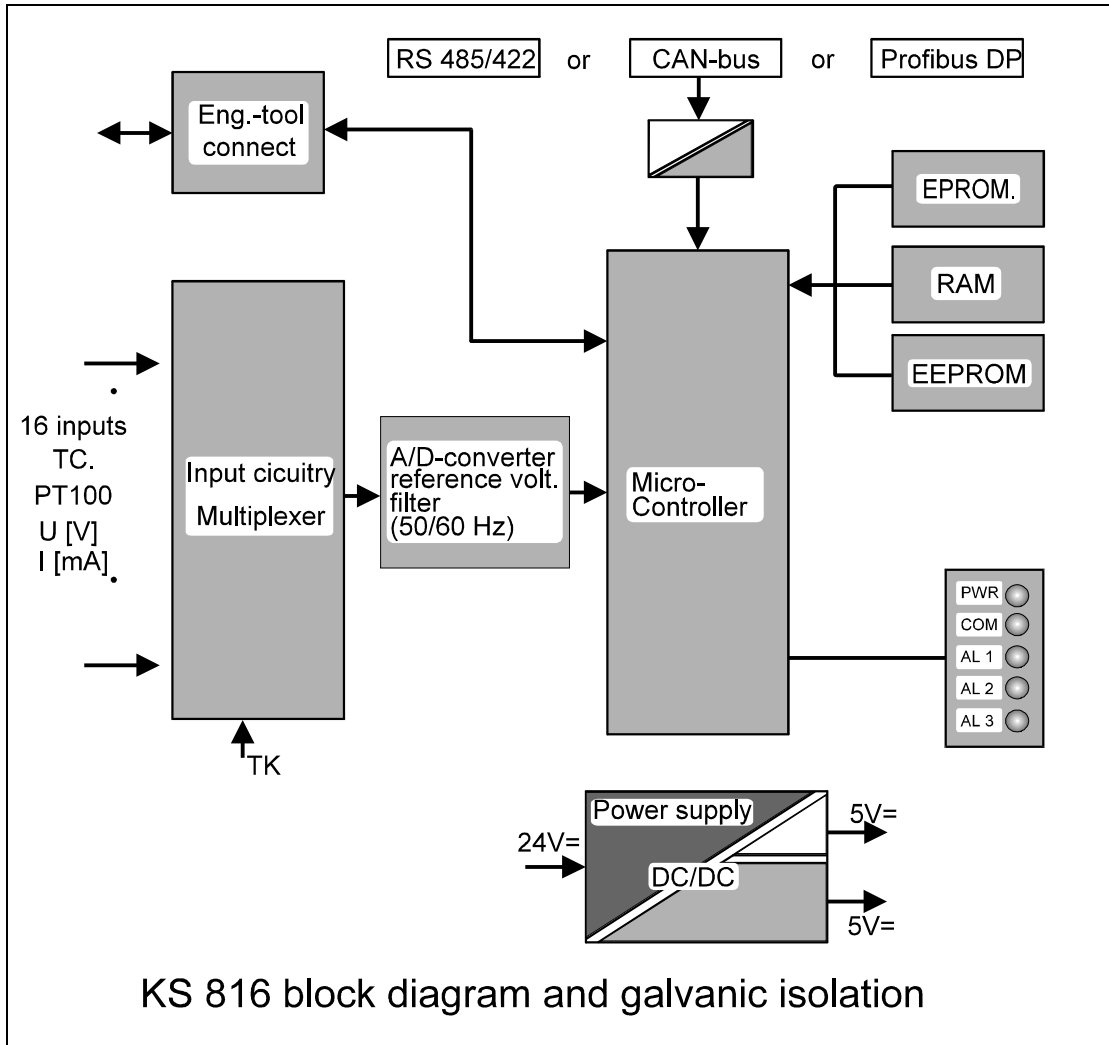 RS 485/422 or CAN-bus or Profibus DP
Eng.-tool
connect
EPROM.
RAM
EEPROM
16 inputs
TC.
PT100
U [V]
I [mA]
Input cicuitry
Multiplexer
A/D-converter
reference volt.
filter
(50/60 Hz)
Micro-
Controller
PWR
COM
AL 1
AL 2
AL 3
TK
Power supply
24V=
DC/DC
5V=
5V=
KS 816 block diagram and galvanic isolation